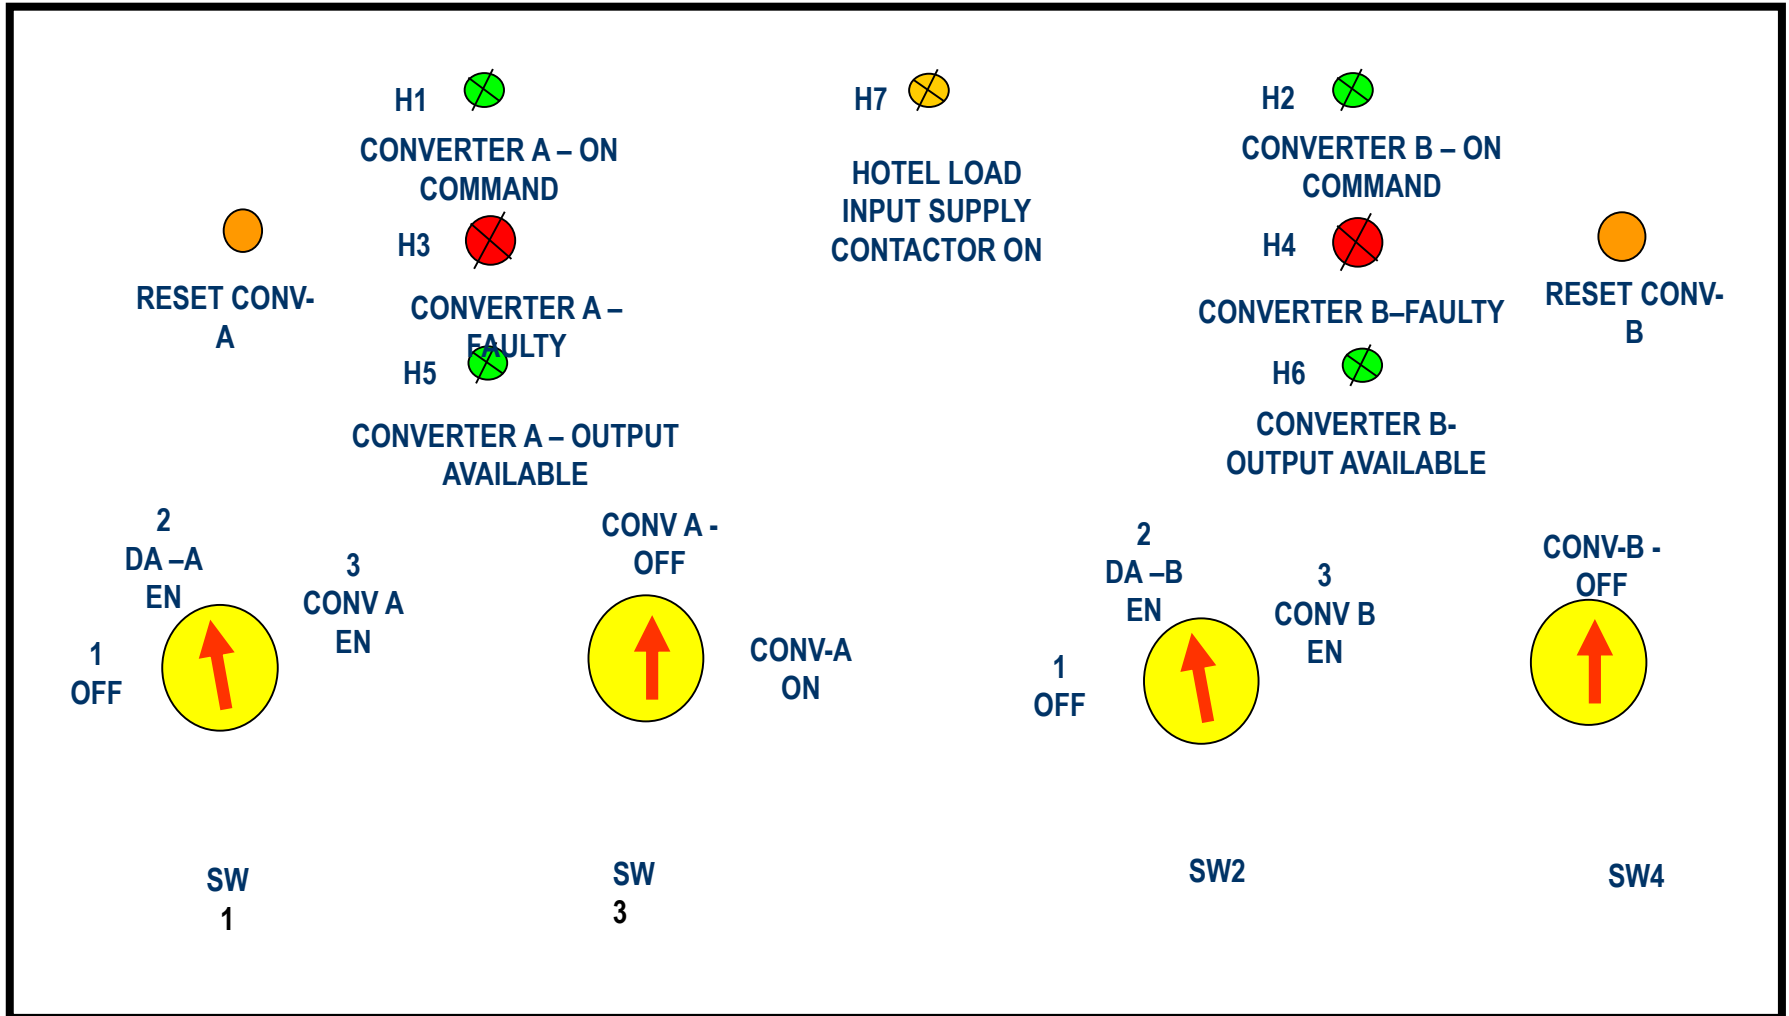 H1
CONVERTER A – ON
COMMAND
H7
HOTEL LOAD
INPUT SUPPLY
CONTACTOR ON
H2
CONVERTER B – ON
COMMAND
RESET CONV-
A
H3
CONVERTER A –
FAULTY
H4
CONVERTER B–FAULTY
RESET CONV-
B
H5
CONVERTER A – OUTPUT
AVAILABLE
H6
CONVERTER B-
OUTPUT AVAILABLE
1
OFF
2
DA –A
EN
3
CONV A
EN
CONV A -
OFF
CONV-A
ON
1
OFF
2
DA –B
EN
3
CONV B
EN
CONV-B -
OFF
SW
1
SW
3
SW2
SW4